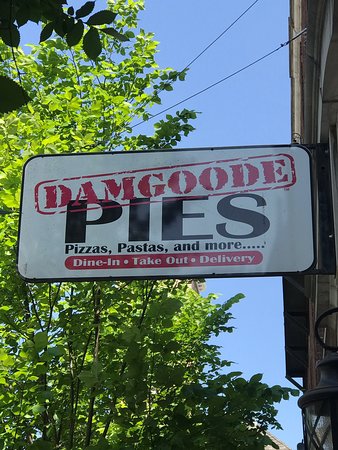 DAMGOODE
PIES
Pizzas, Pastas, and more.....
Dine-In • Take Out • Delivery